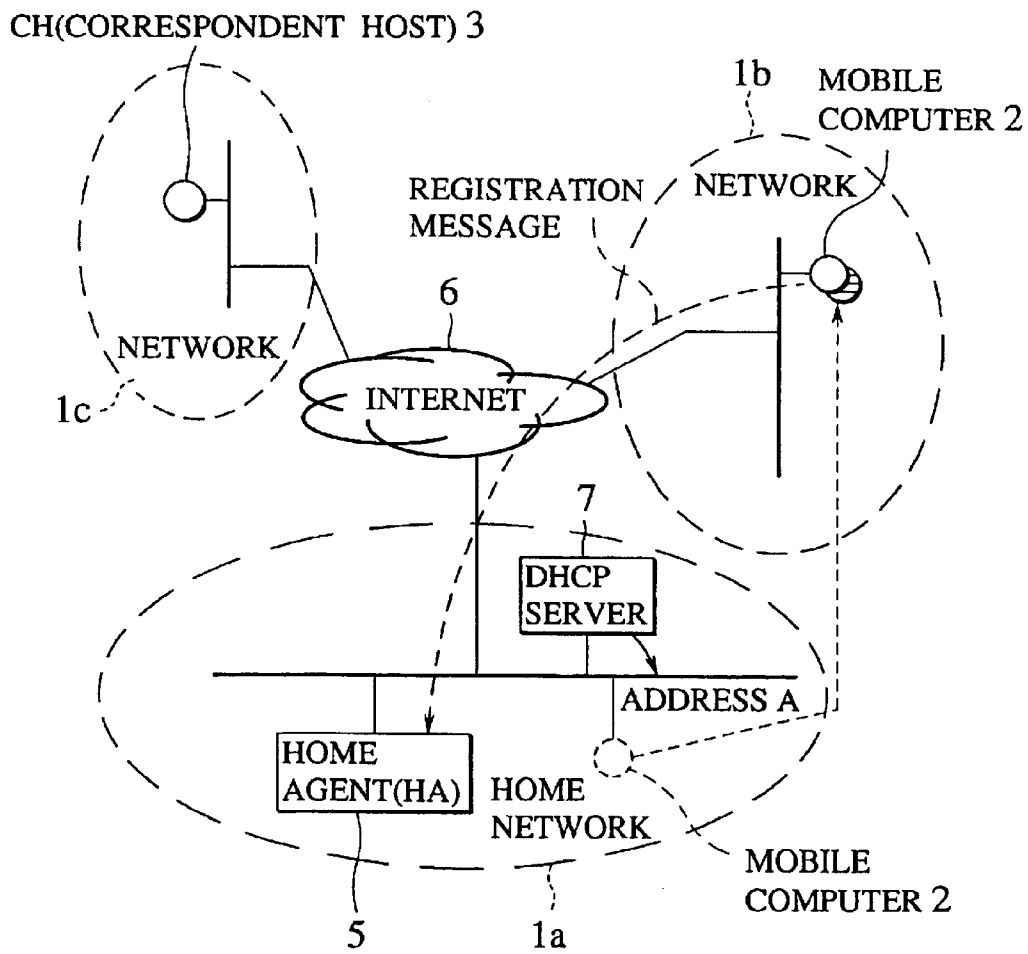 CH(CORRESPONDENT HOST) 3
1b
MOBILE
COMPUTER 2
REGISTRATION
MESSAGE
NETWORK
6
NETWORK
1c
INTERNET
7
DHCP
SERVER
ADDRESS A
HOME
AGENT(HA)
HOME
NETWORK
MOBILE
COMPUTER 2
5
1a